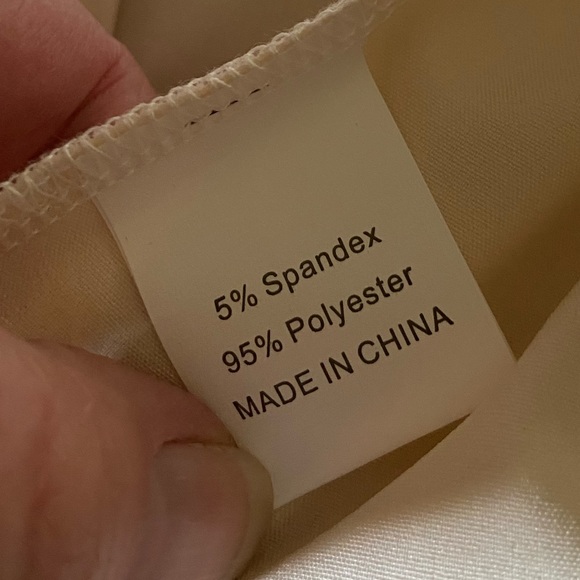 5% Spandex
95% Polyester
MADE IN CHINA